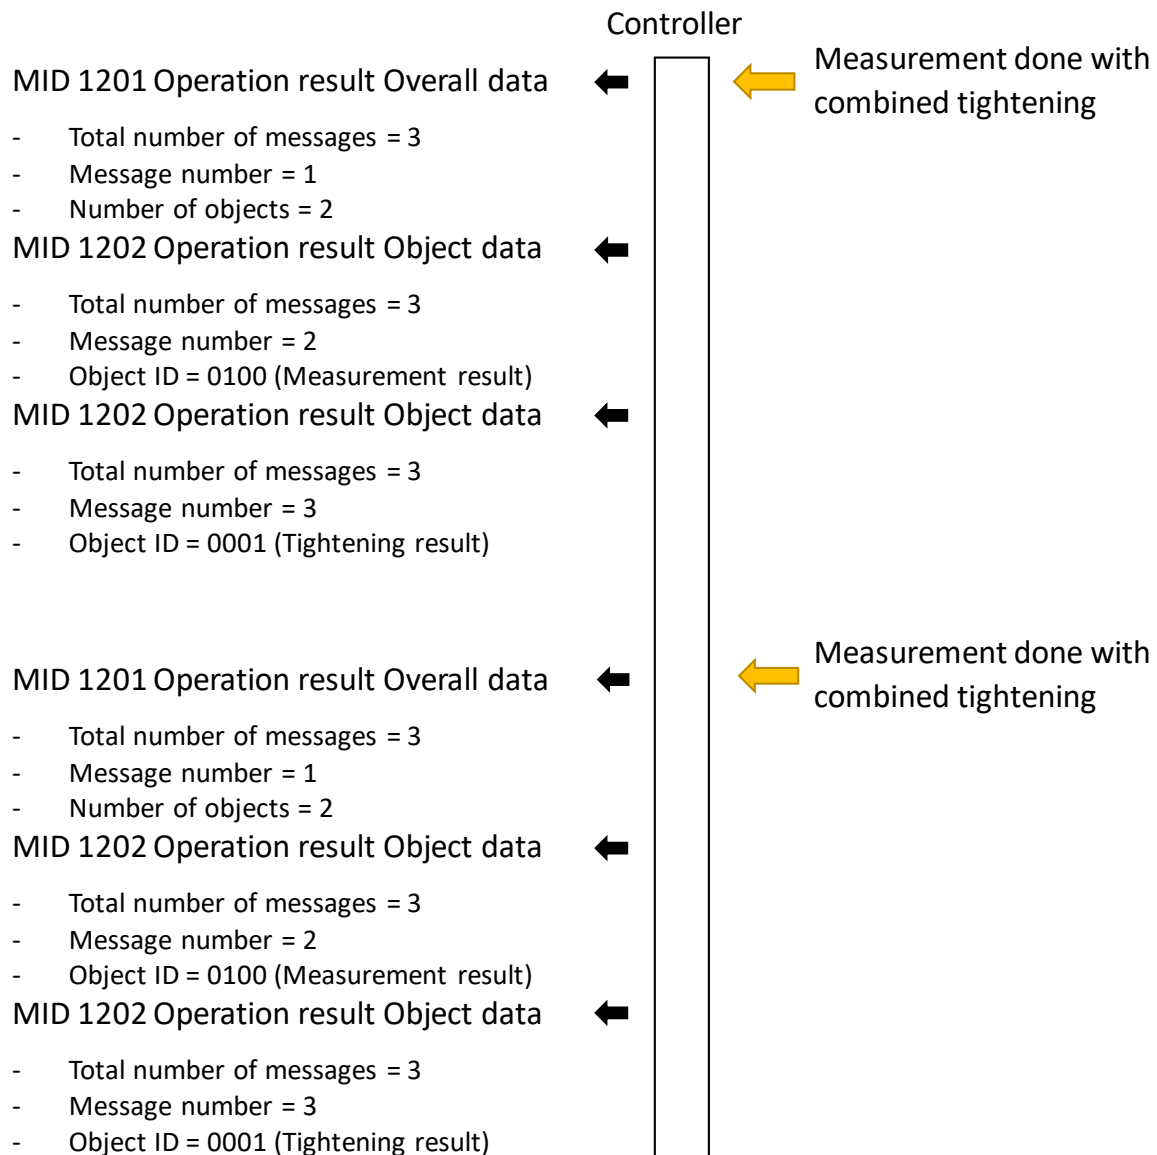 Controller
Measurement done with
combined tightening
MID 1201 Operation result Overall data
- Total number of messages = 3
- Message number = 1
- Number of objects = 2
MID 1202 Operation result Object data
- Total number of messages = 3
- Message number = 2
- Object ID = 0100 (Measurement result)
MID 1202 Operation result Object data
- Total number of messages = 3
- Message number = 3
- Object ID = 0001 (Tightening result)
Measurement done with
combined tightening
MID 1201 Operation result Overall data
- Total number of messages = 3
- Message number = 1
- Number of objects = 2
MID 1202 Operation result Object data
- Total number of messages = 3
- Message number = 2
- Object ID = 0100 (Measurement result)
MID 1202 Operation result Object data
- Total number of messages = 3
- Message number = 3
- Object ID = 0001 (Tightening result)